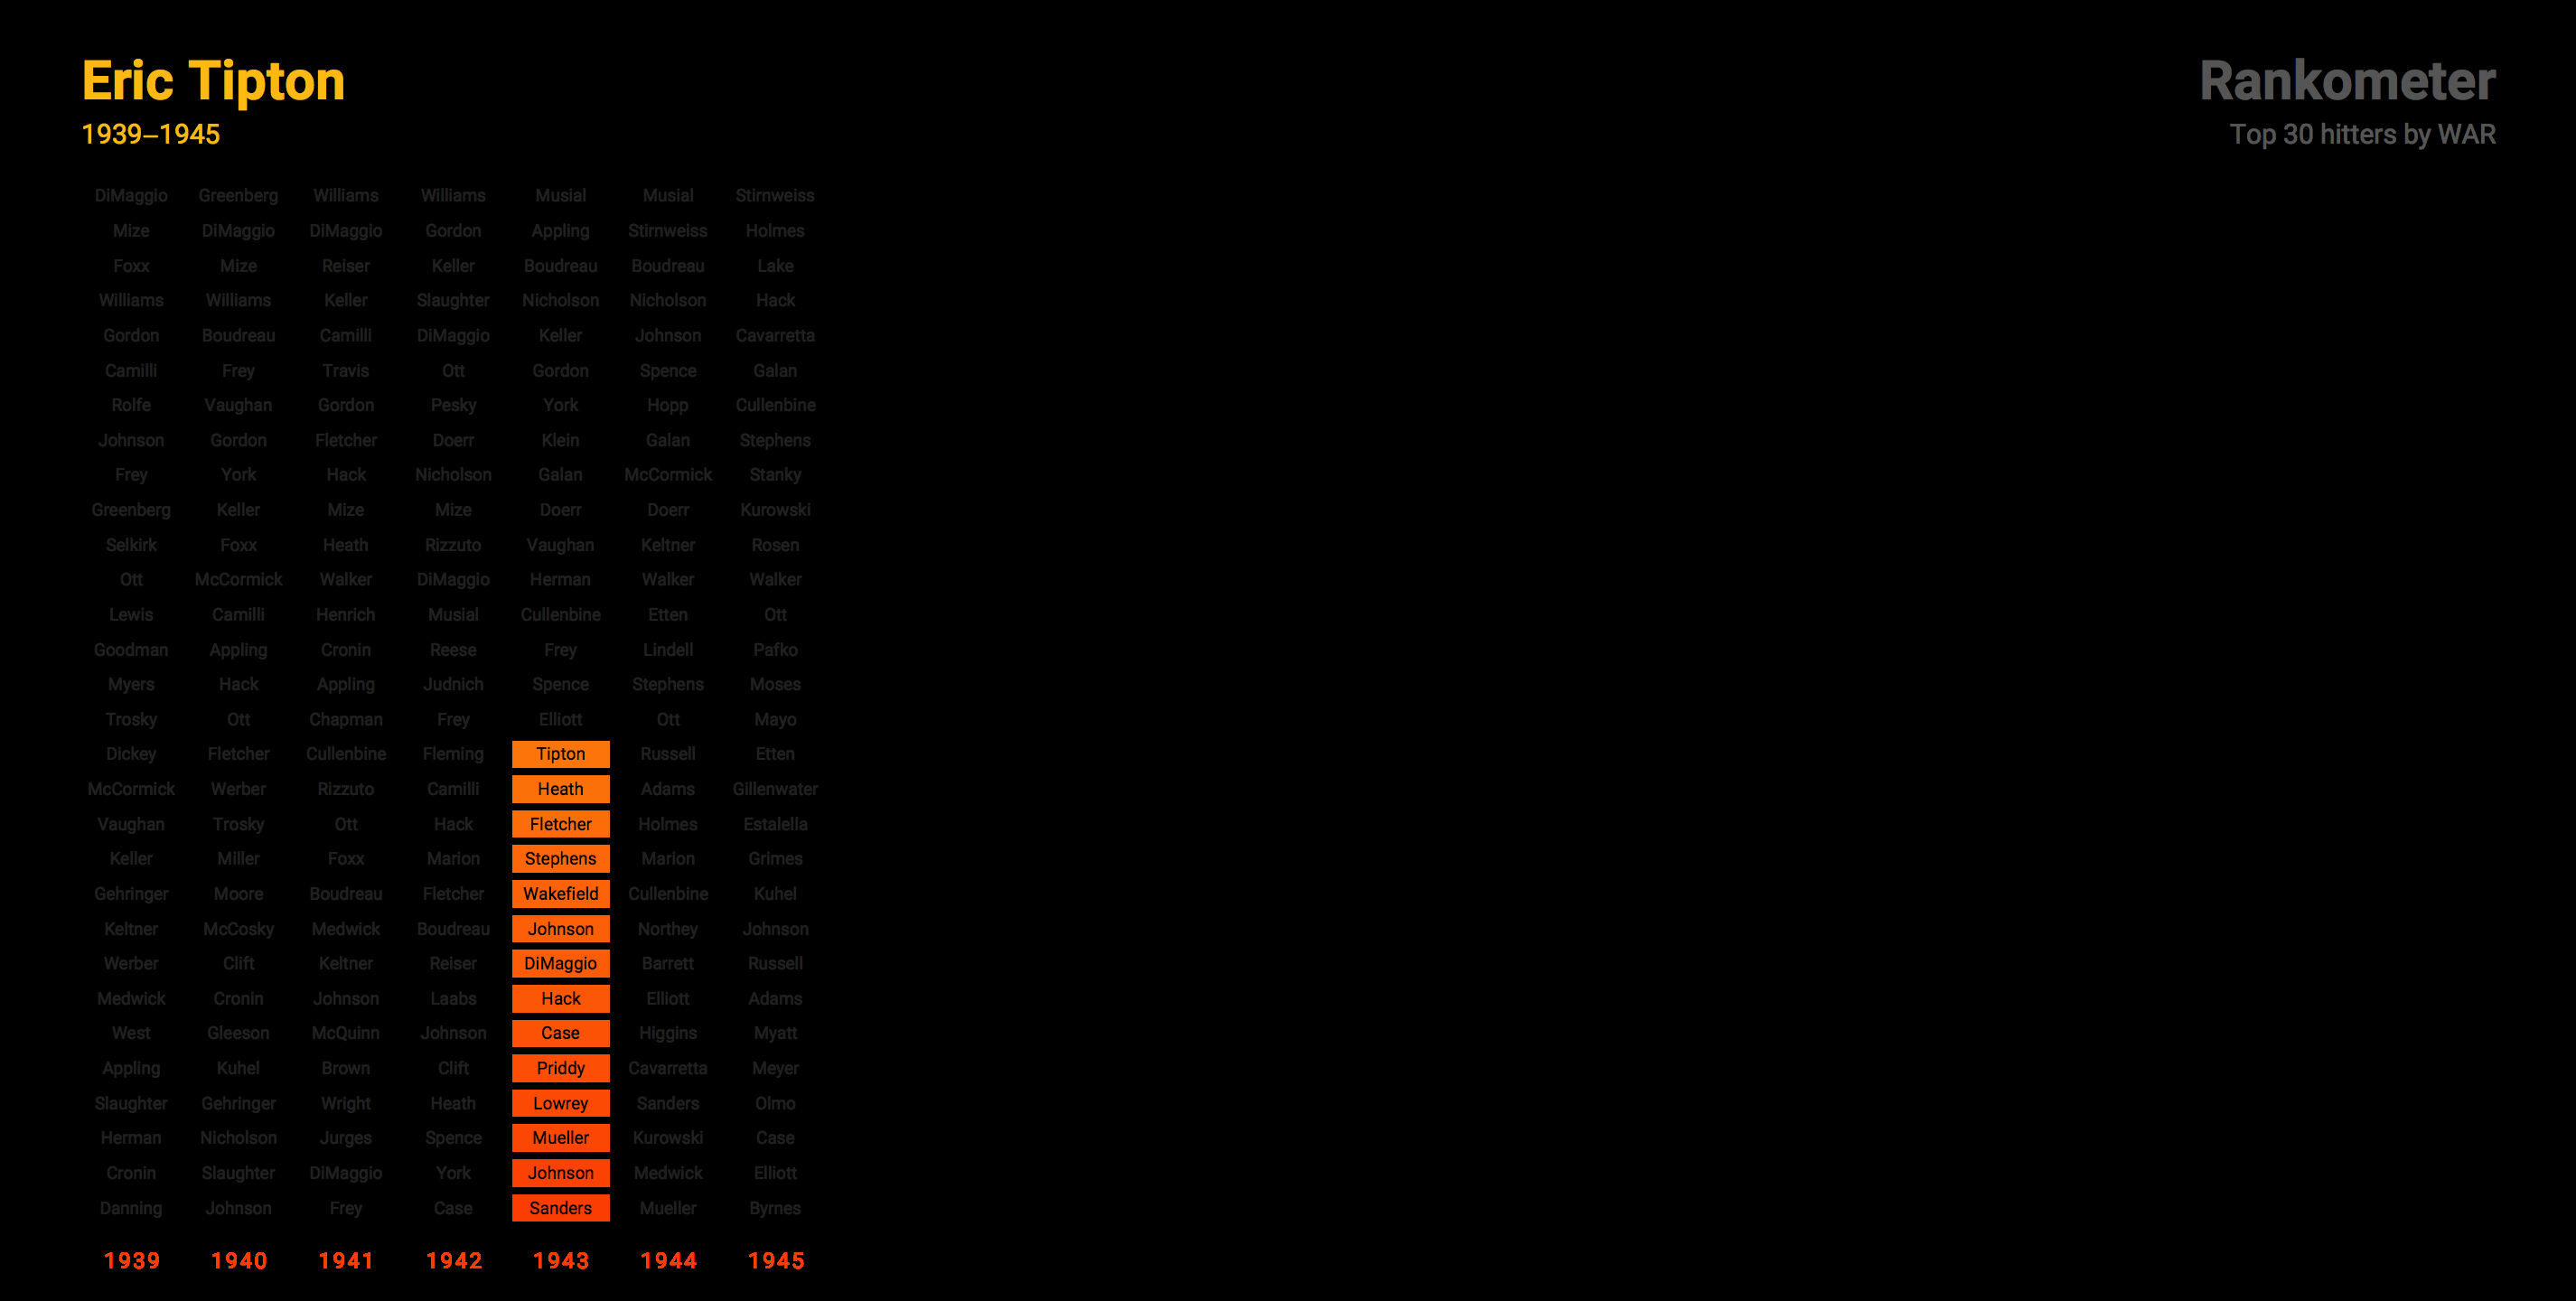 Eric Tipton
1939–1945
Rankometer
Top 30 hitters by WAR
DiMaggio Greenberg Williams Williams Musial Musial Stirnweiss
Mize DiMaggio DiMaggio Gordon Appling Stirnweiss Holmes
Foxx Mize Reiser Keller Boudreau Boudreau Lake
Williams Williams Keller Slaughter Nicholson Nicholson Hack
Gordon Boudreau Camilli DiMaggio Keller Johnson Cavarretta
Camilli Frey Travis Ott Gordon Spence Galan
Rolfe Vaughan Gordon Pesky York Hopp Cullenbine
Johnson Gordon Fletcher Doerr Klein Galan Stephens
Frey York Hack Nicholson Galan McCormick Stanky
Greenberg Keller Mize Mize Doerr Doerr Kurowski
Selkirk Foxx Heath Rizzuto Vaughan Keltner Rosen
Ott McCormick Walker DiMaggio Herman Walker Walker
Lewis Camilli Henrich Musial Cullenbine Etten Ott
Goodman Appling Cronin Reese Frey Lindell Pafko
Myers Hack Appling Judnich Spence Stephens Moses
Trosky Ott Chapman Frey Elliott Ott Mayo
Dickey Fletcher Cullenbine Fleming Tipton Russell Etten
McCormick Werber Rizzuto Camilli Heath Adams Gillenwater
Vaughan Trosky Ott Hack Fletcher Holmes Estalella
Keller Miller Foxx Marion Stephens Marion Grimes
Gehringer Moore Boudreau Fletcher Wakefield Cullenbine Kuhel
Keltner McCosky Medwick Boudreau Johnson Northey Johnson
Werber Clift Keltner Reiser DiMaggio Barrett Russell
Medwick Cronin Johnson Laabs Hack Elliott Adams
West Gleeson McQuinn Johnson Case Higgins Myatt
Appling Kuhel Brown Clift Priddy Cavarretta Meyer
Slaughter Gehringer Wright Heath Lowrey Sanders Olmo
Herman Nicholson Jurges Spence Mueller Kurowski Case
Cronin Slaughter DiMaggio York Johnson Medwick Elliott
Danning Johnson Frey Case Sanders Mueller Byrnes
1939 1940 1941 1942 1943 1944 1945